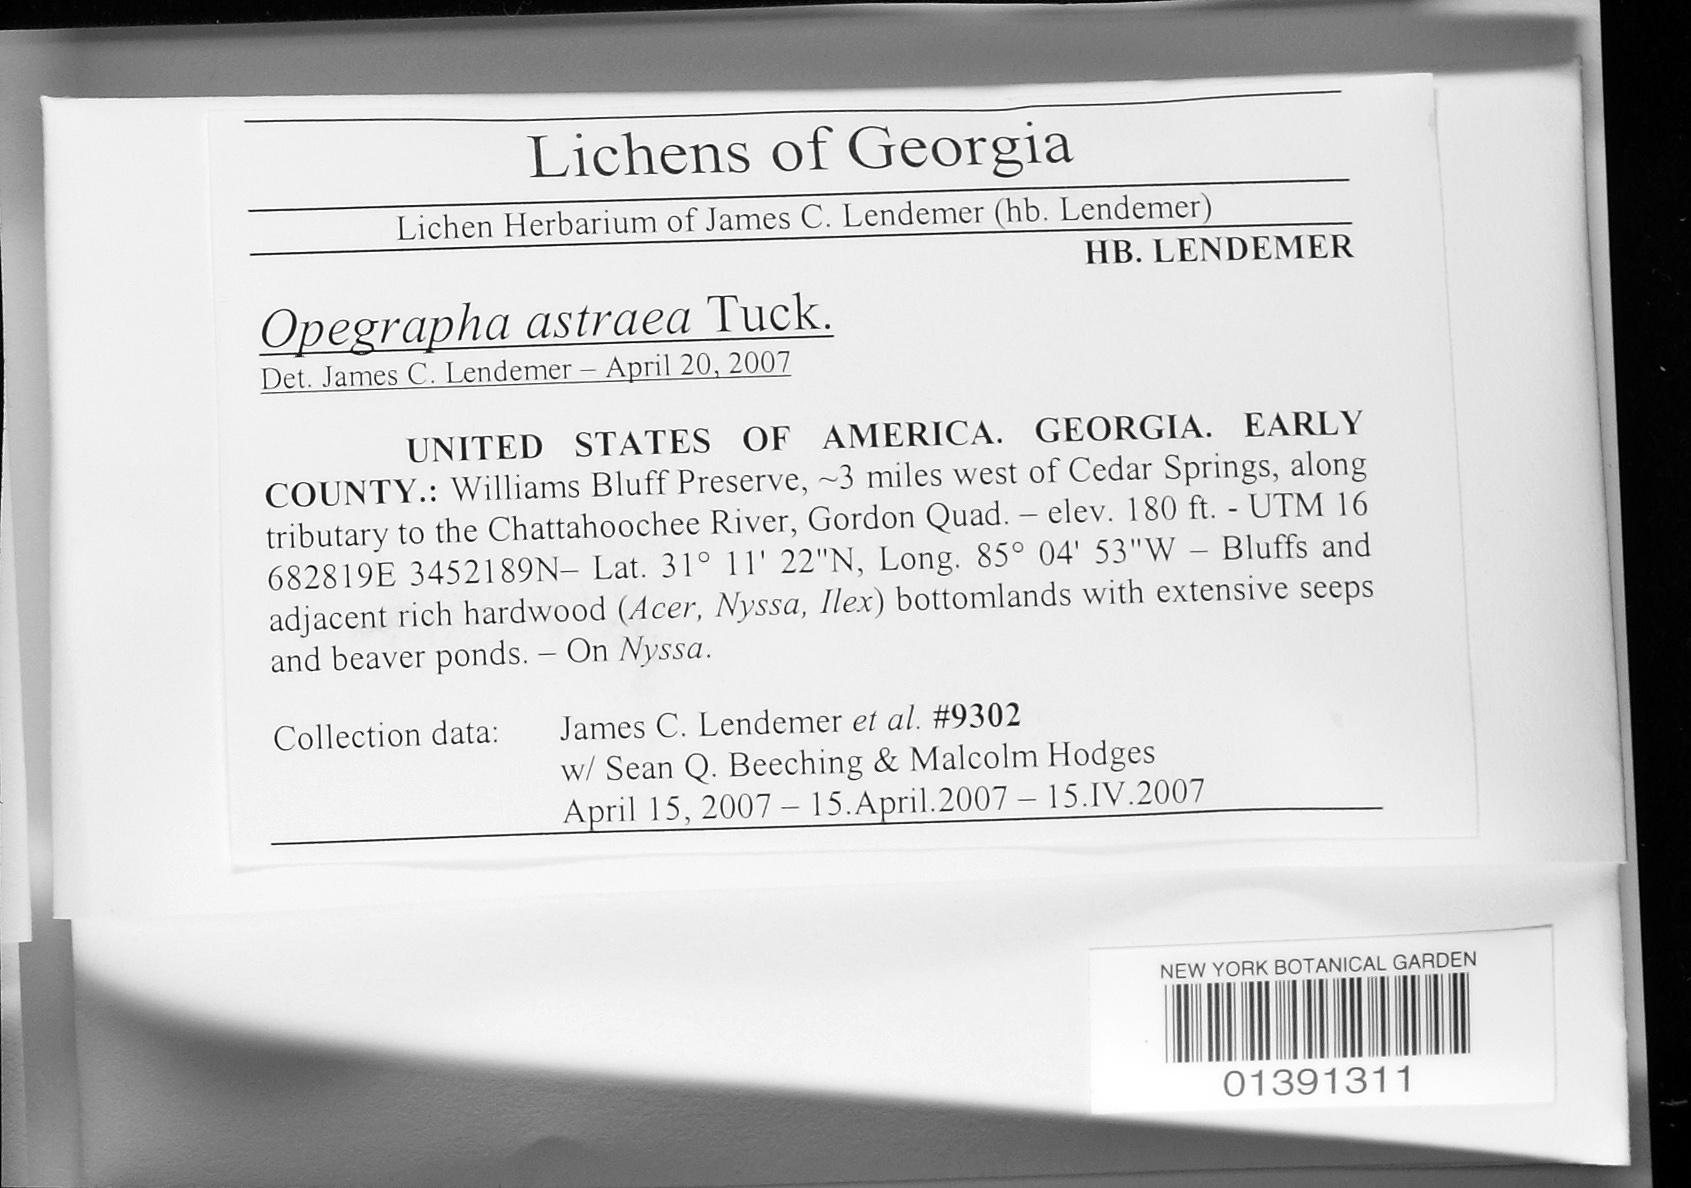 Lichens of Georgia
Lichen Herbarium of James C. Lendemer (hb. Lendemer)
HB. LENDEMER
Opegrapha astraea Tuck.
Det. James C. Lendemer – April 20, 2007
UNITED STATES OF AMERICA. GEORGIA. EARLY
COUNTY.: Williams Bluff Preserve, ~3 miles west of Cedar Springs, along
tributary to the Chattahoochee River, Gordon Quad. – elev. 180 ft. - UTM 16
682819E 3452189N– Lat. 31° 11' 22"N, Long. 85° 04' 53"W – Bluffs and
adjacent rich hardwood (Acer, Nyssa, Ilex) bottomlands with extensive seeps
and beaver ponds. – On Nyssa.
Collection data: James C. Lendemer et al. #9302
w/ Sean Q. Beeching & Malcolm Hodges
April 15, 2007 – 15.April.2007 – 15.IV.2007
NEW YORK BOTANICAL GARDEN
01391311